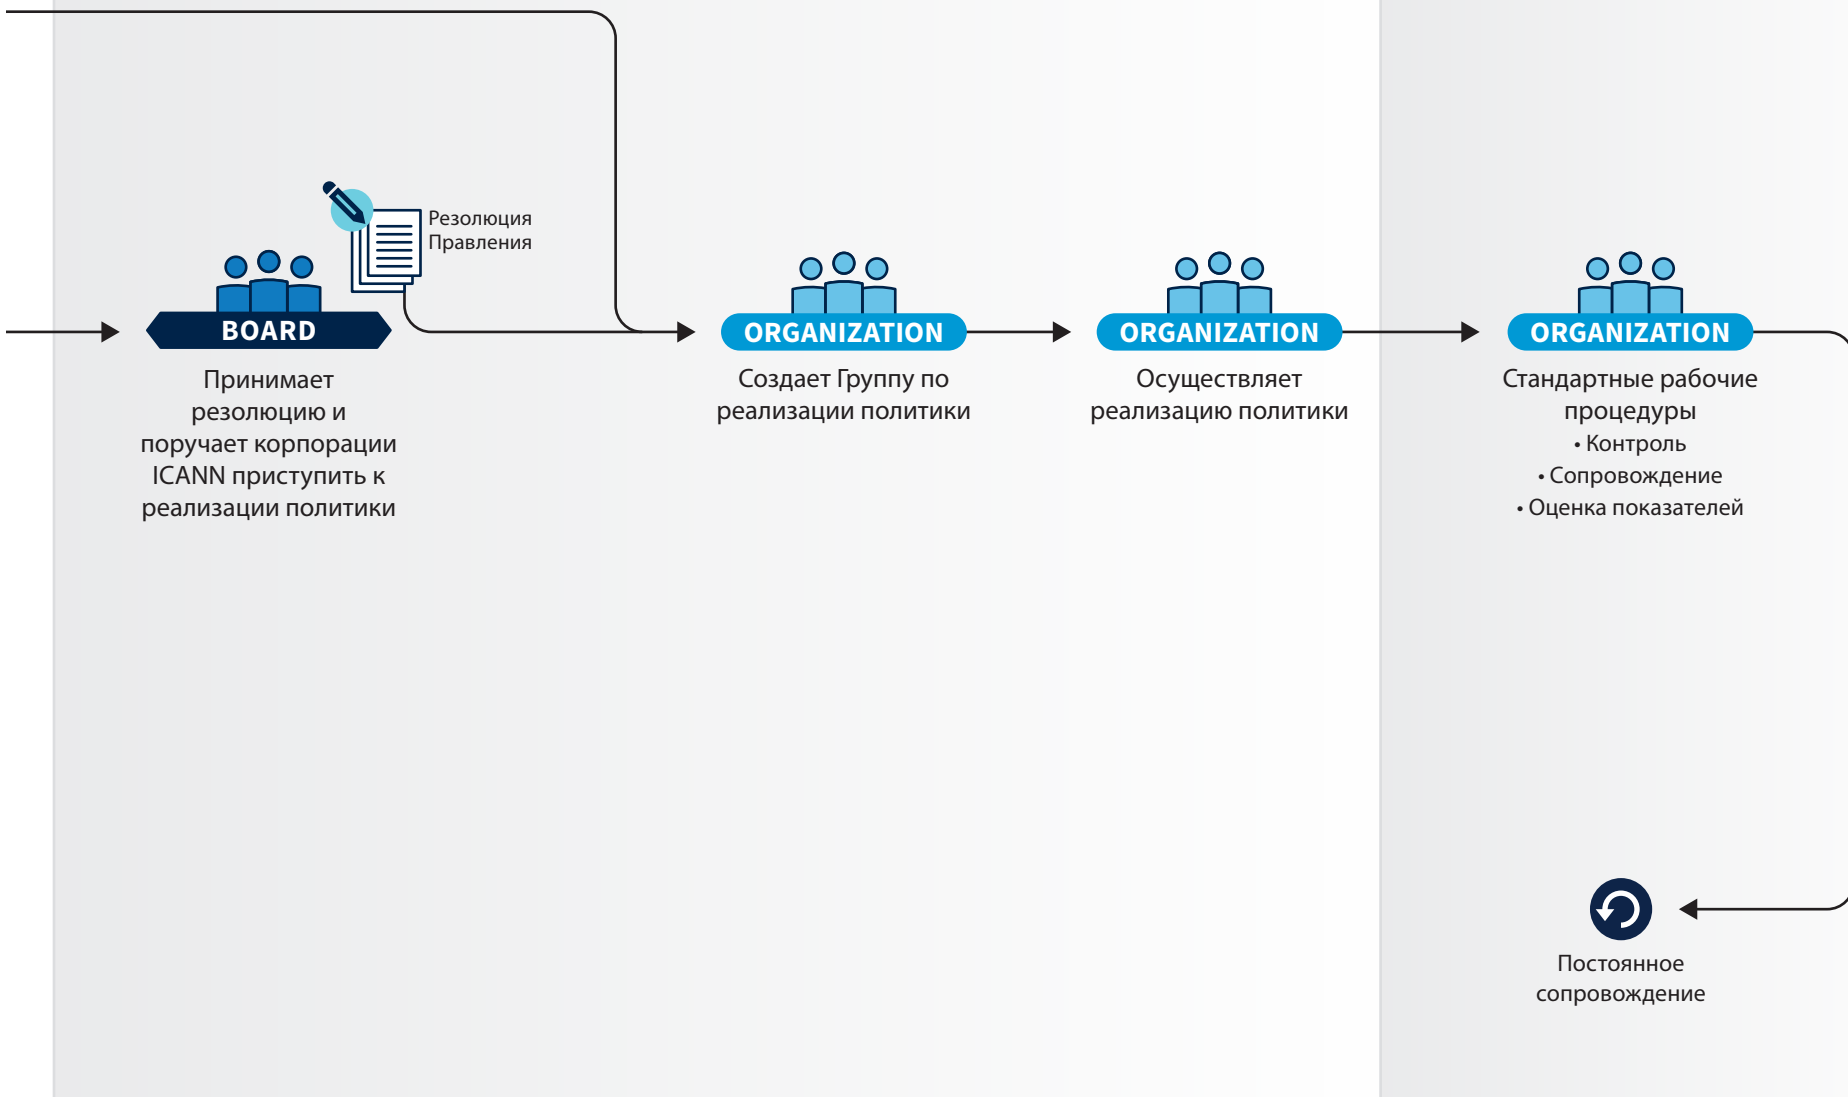 Резолюция
Правления
BOARD
Принимает
резолюцию и
поручает корпорации
ICANN приступить к
реализации политики
ORGANIZATION
Создает Группу по
реализации политики
ORGANIZATION
Осуществляет
реализацию политики
ORGANIZATION
Стандартные рабочие
процедуры
• Контроль
• Сопровождение
• Оценка показателей
Постоянное
сопровождение